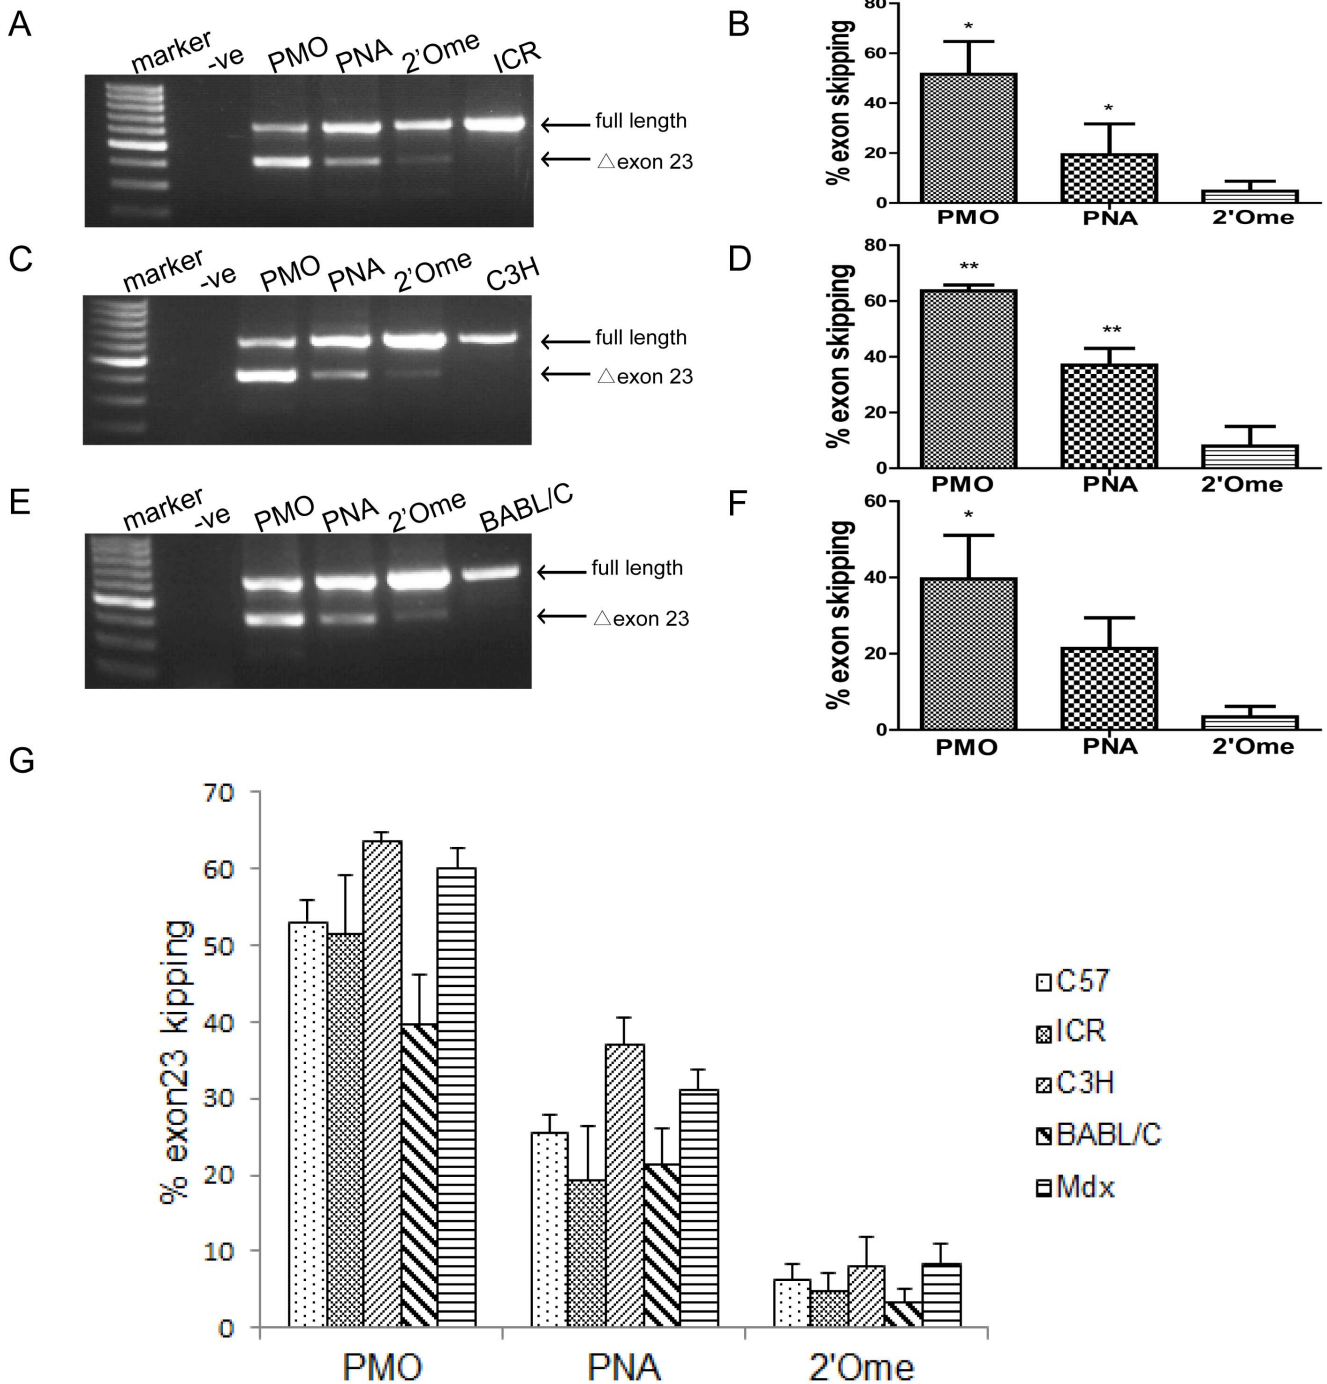 A
marker -ve PMO PNA 2'Ome ICR
full length
△exon 23
B
% exon skipping
80
60
40
20
0
* *
PMO PNA 2'Ome
C
marker -ve PMO PNA 2'Ome C3H
full length
△exon 23
D
% exon skipping
80
60
40
20
0
** **
PMO PNA 2'Ome
E
marker -ve PMO PNA 2'Ome BABL/C
full length
△exon 23
F
% exon skipping
60
40
20
0
*
PMO PNA 2'Ome
G
% exon23 kipping
70
60
50
40
30
20
10
0
PMO PNA 2'Ome
C57
ICR
C3H
BABL/C
Mdx